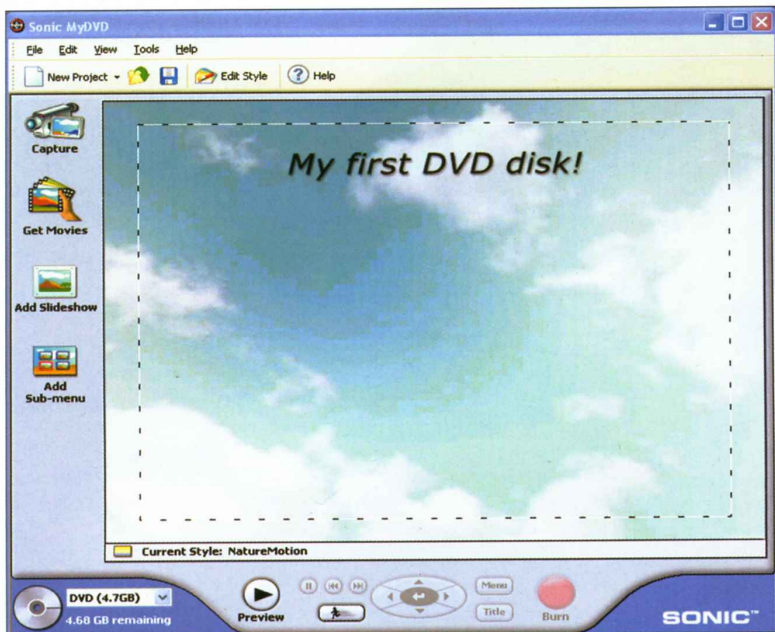 Sonic MyDVD
File Edit View Tools Help
New Project Edit Style ? Help
Capture
My first DVD disk!
Get Movies
Add Slideshow
Add
Sub-menu
Current Style: NatureMotion
DVD (4.7GB)
4.68 GB remaining
Preview
Menu
Title
Burn
SONIC™